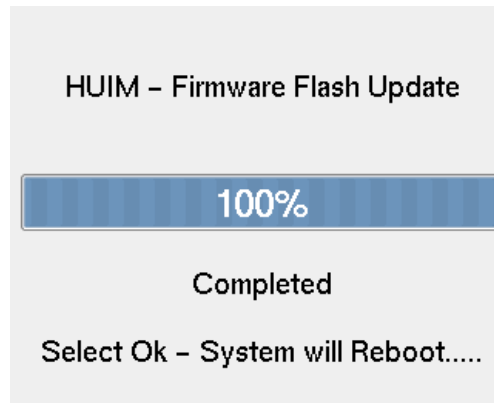 HUIM – Firmware Flash Update
100%
Completed
Select Ok – System will Reboot.....